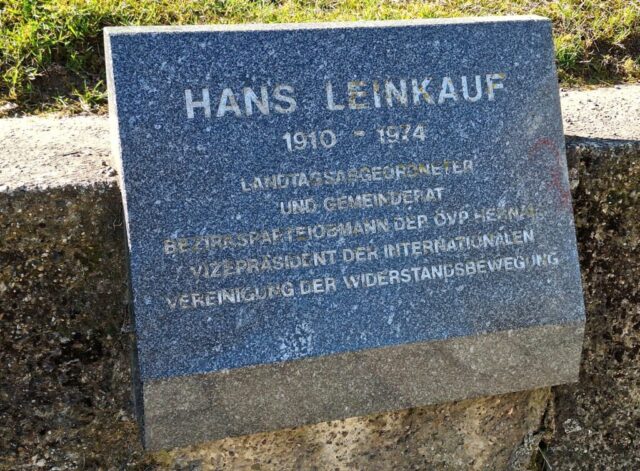 HANS LEINKAUF
1910 - 1974
LANDTAGSABGEORDNETER
UND GEMEINDERAT
BEZIRKSPARTEIOBMANN DER ÖVP HERNALS
VIZEPRÄSIDENT DER INTERNATIONALEN
VEREINIGUNG DER WIDERSTANDSBEWEGUNG